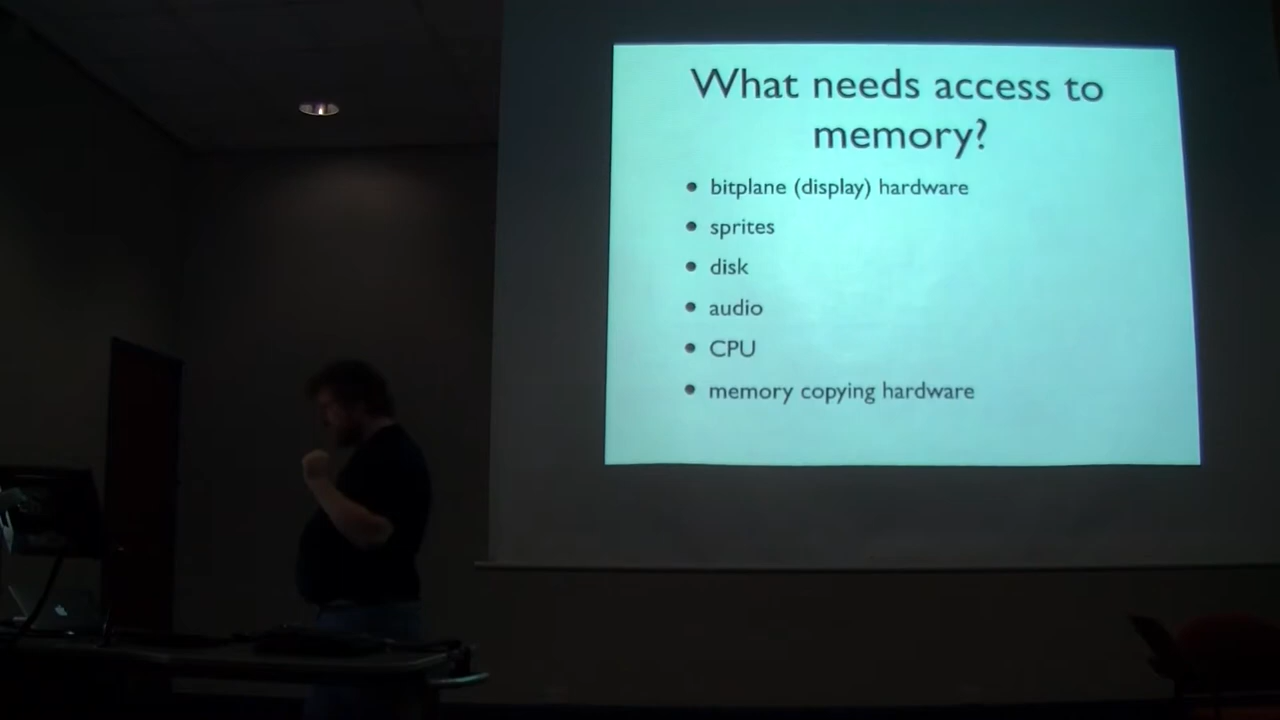 What needs access to
memory?
• bitplane (display) hardware
• sprites
• disk
• audio
• CPU
• memory copying hardware